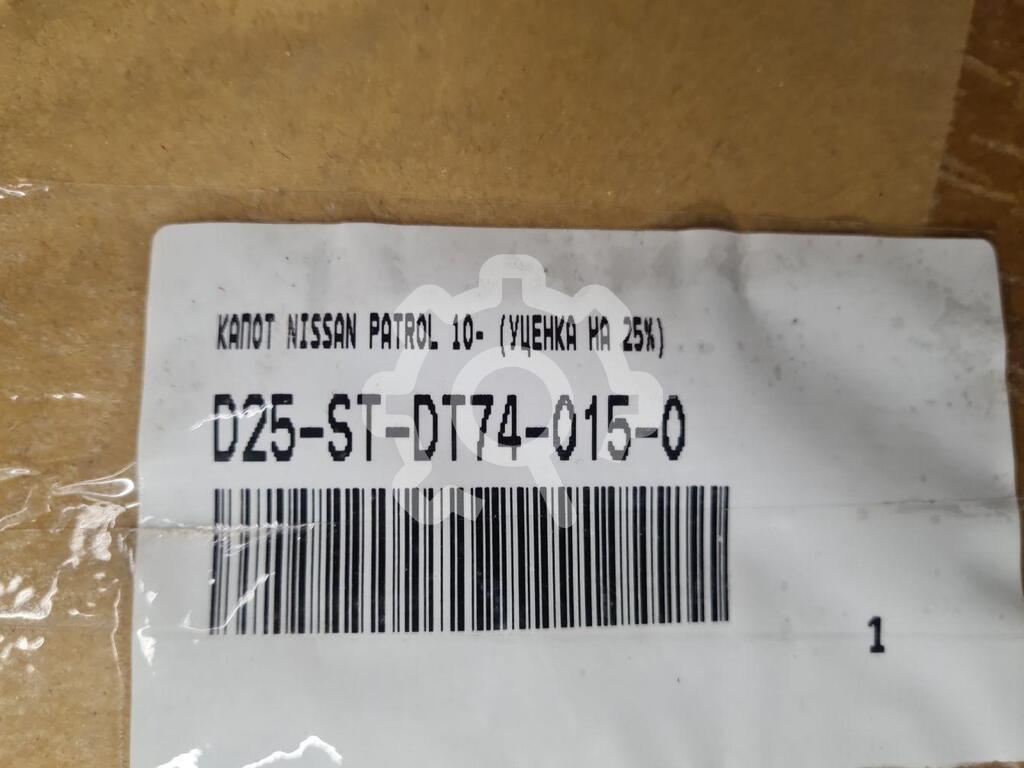 КАПОТ NISSAN PATROL 10- (УЦЕНКА НА 25%)
D25-ST-DT74-015-0
1